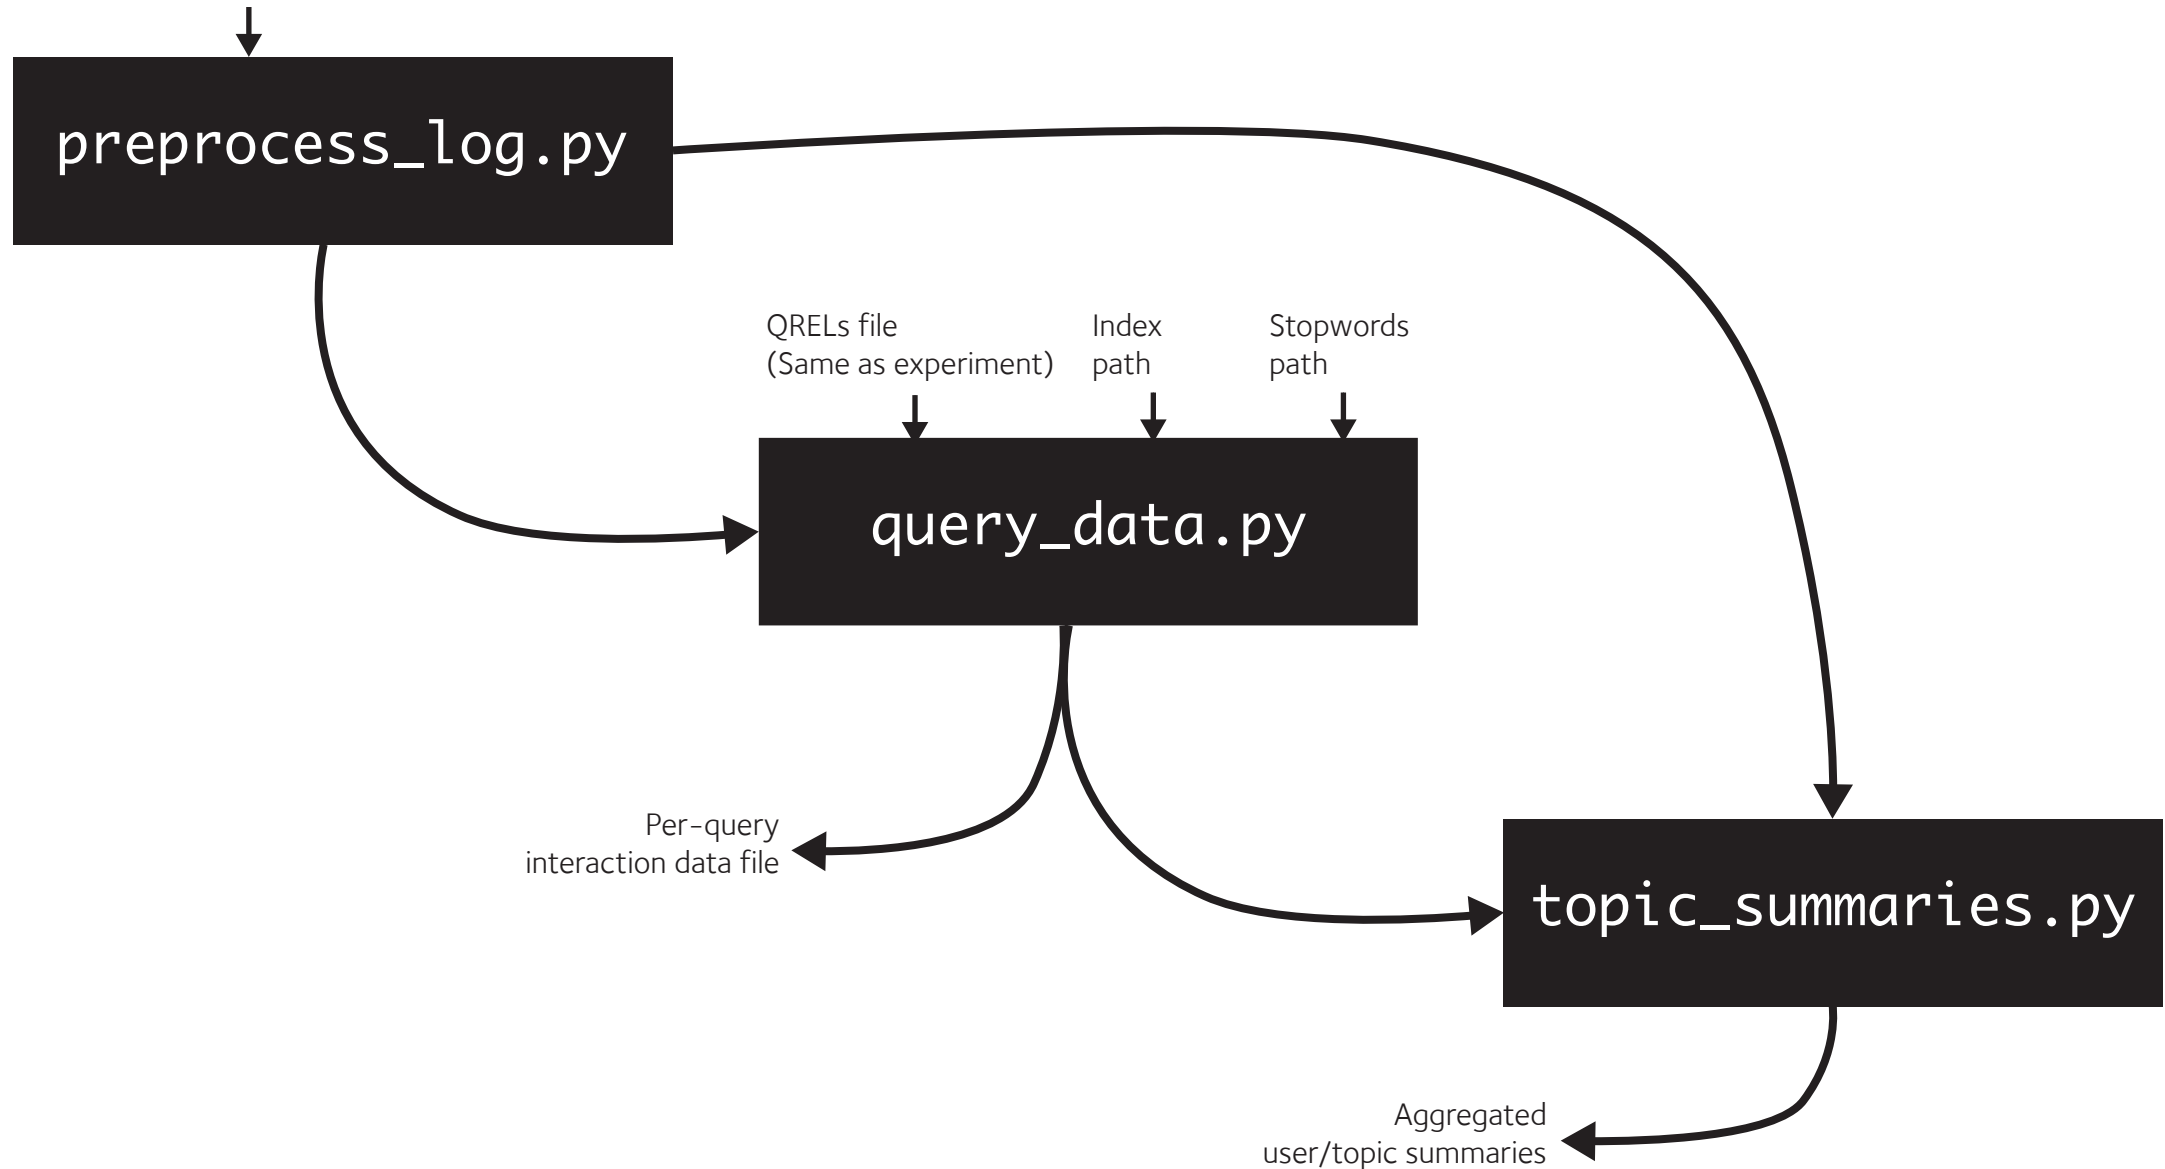 preprocess_log.py
QRELs file
(Same as experiment)
Index
path
Stopwords
path
query_data.py
Per-query
interaction data file
topic_summaries.py
Aggregated
user/topic summaries